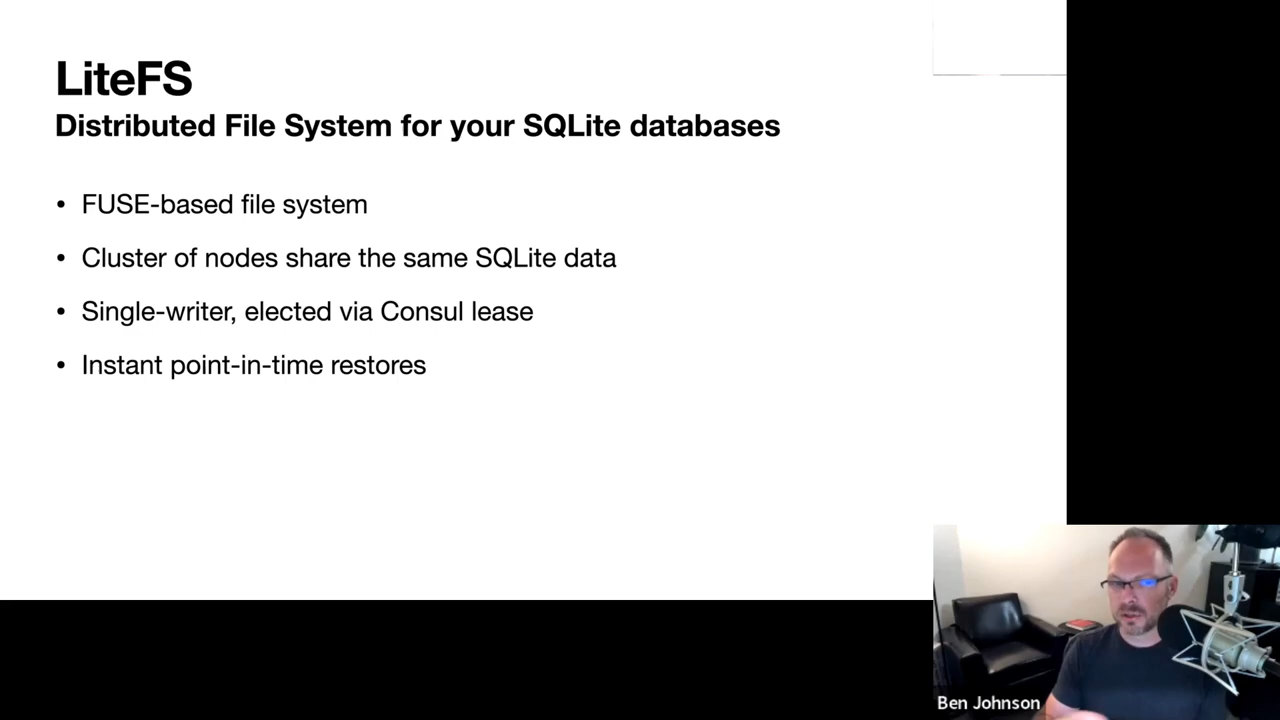 LiteFS
Distributed File System for your SQLite databases
• FUSE-based file system
• Cluster of nodes share the same SQLite data
• Single-writer, elected via Consul lease
• Instant point-in-time restores
Ben Johnson